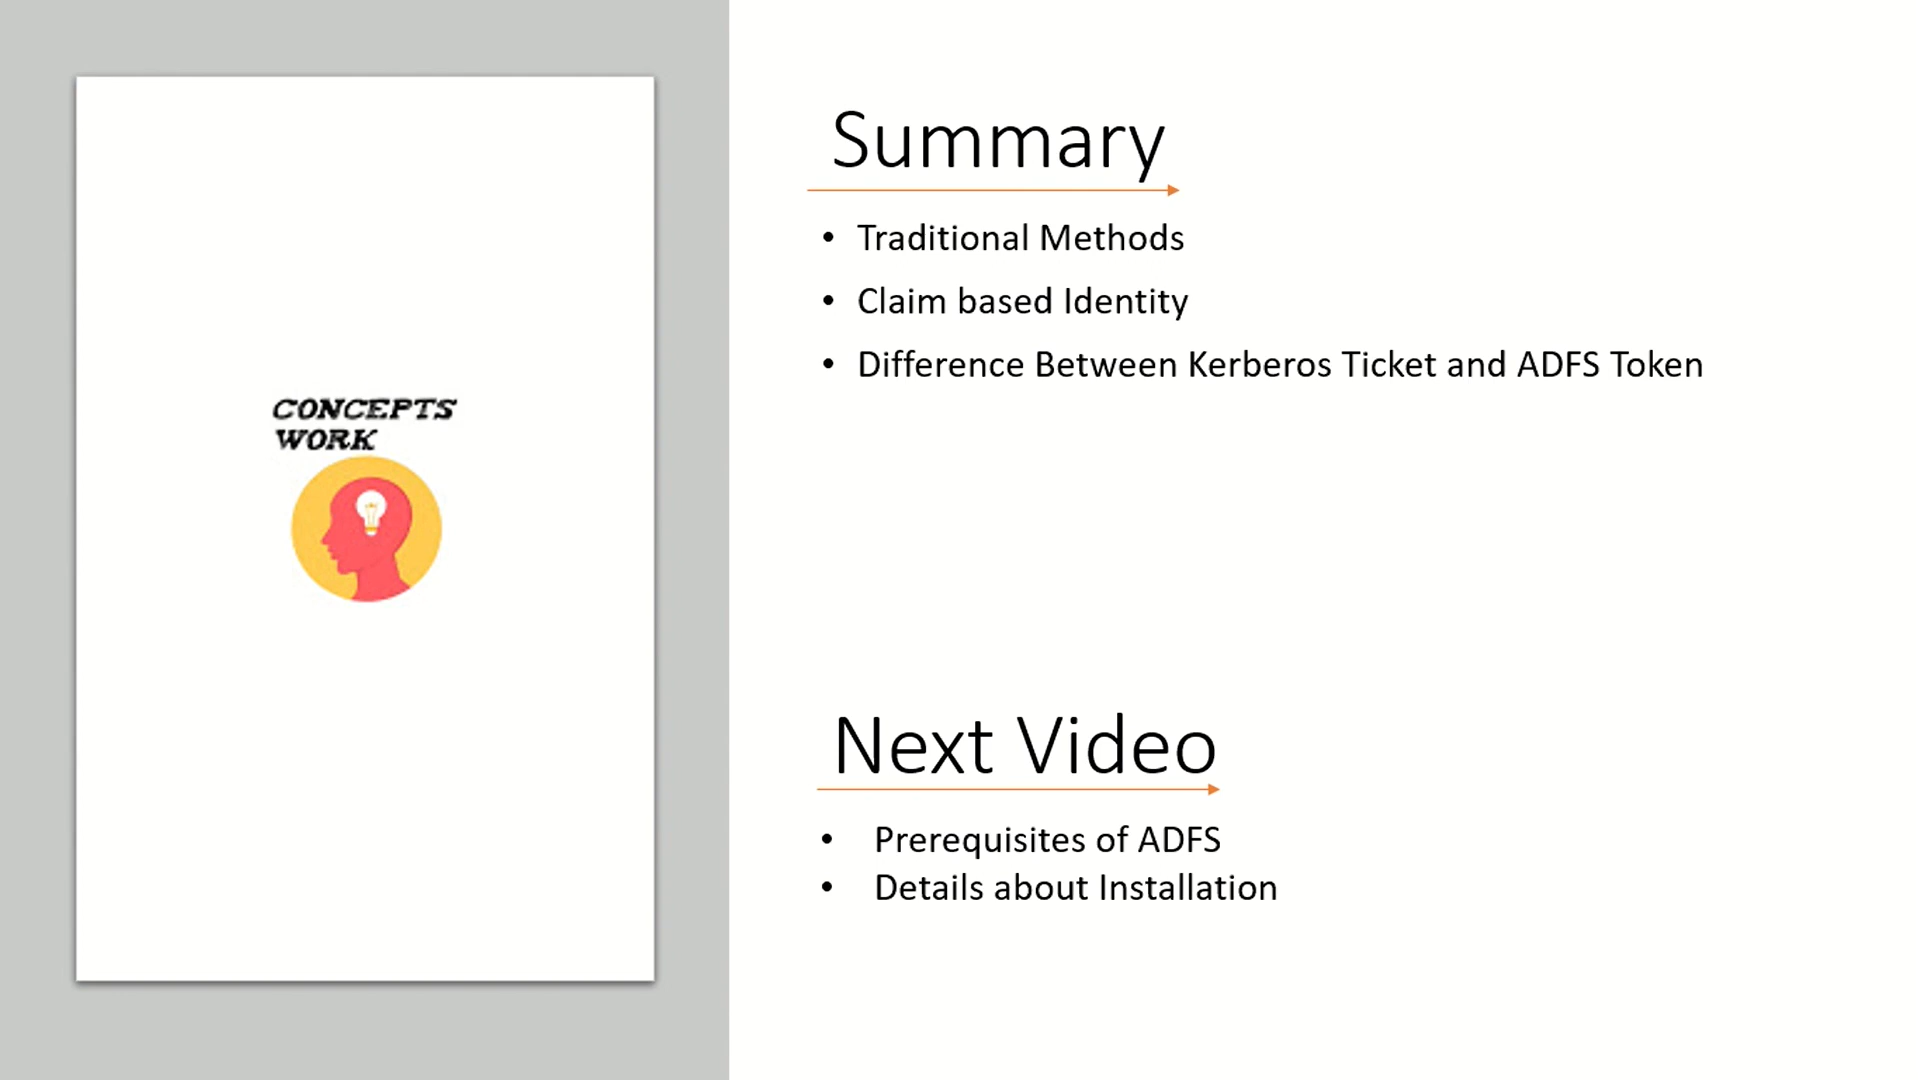 CONCEPTS
WORK
Summary
• Traditional Methods
• Claim based Identity
• Difference Between Kerberos Ticket and ADFS Token
Next Video
• Prerequisites of ADFS
• Details about Installation